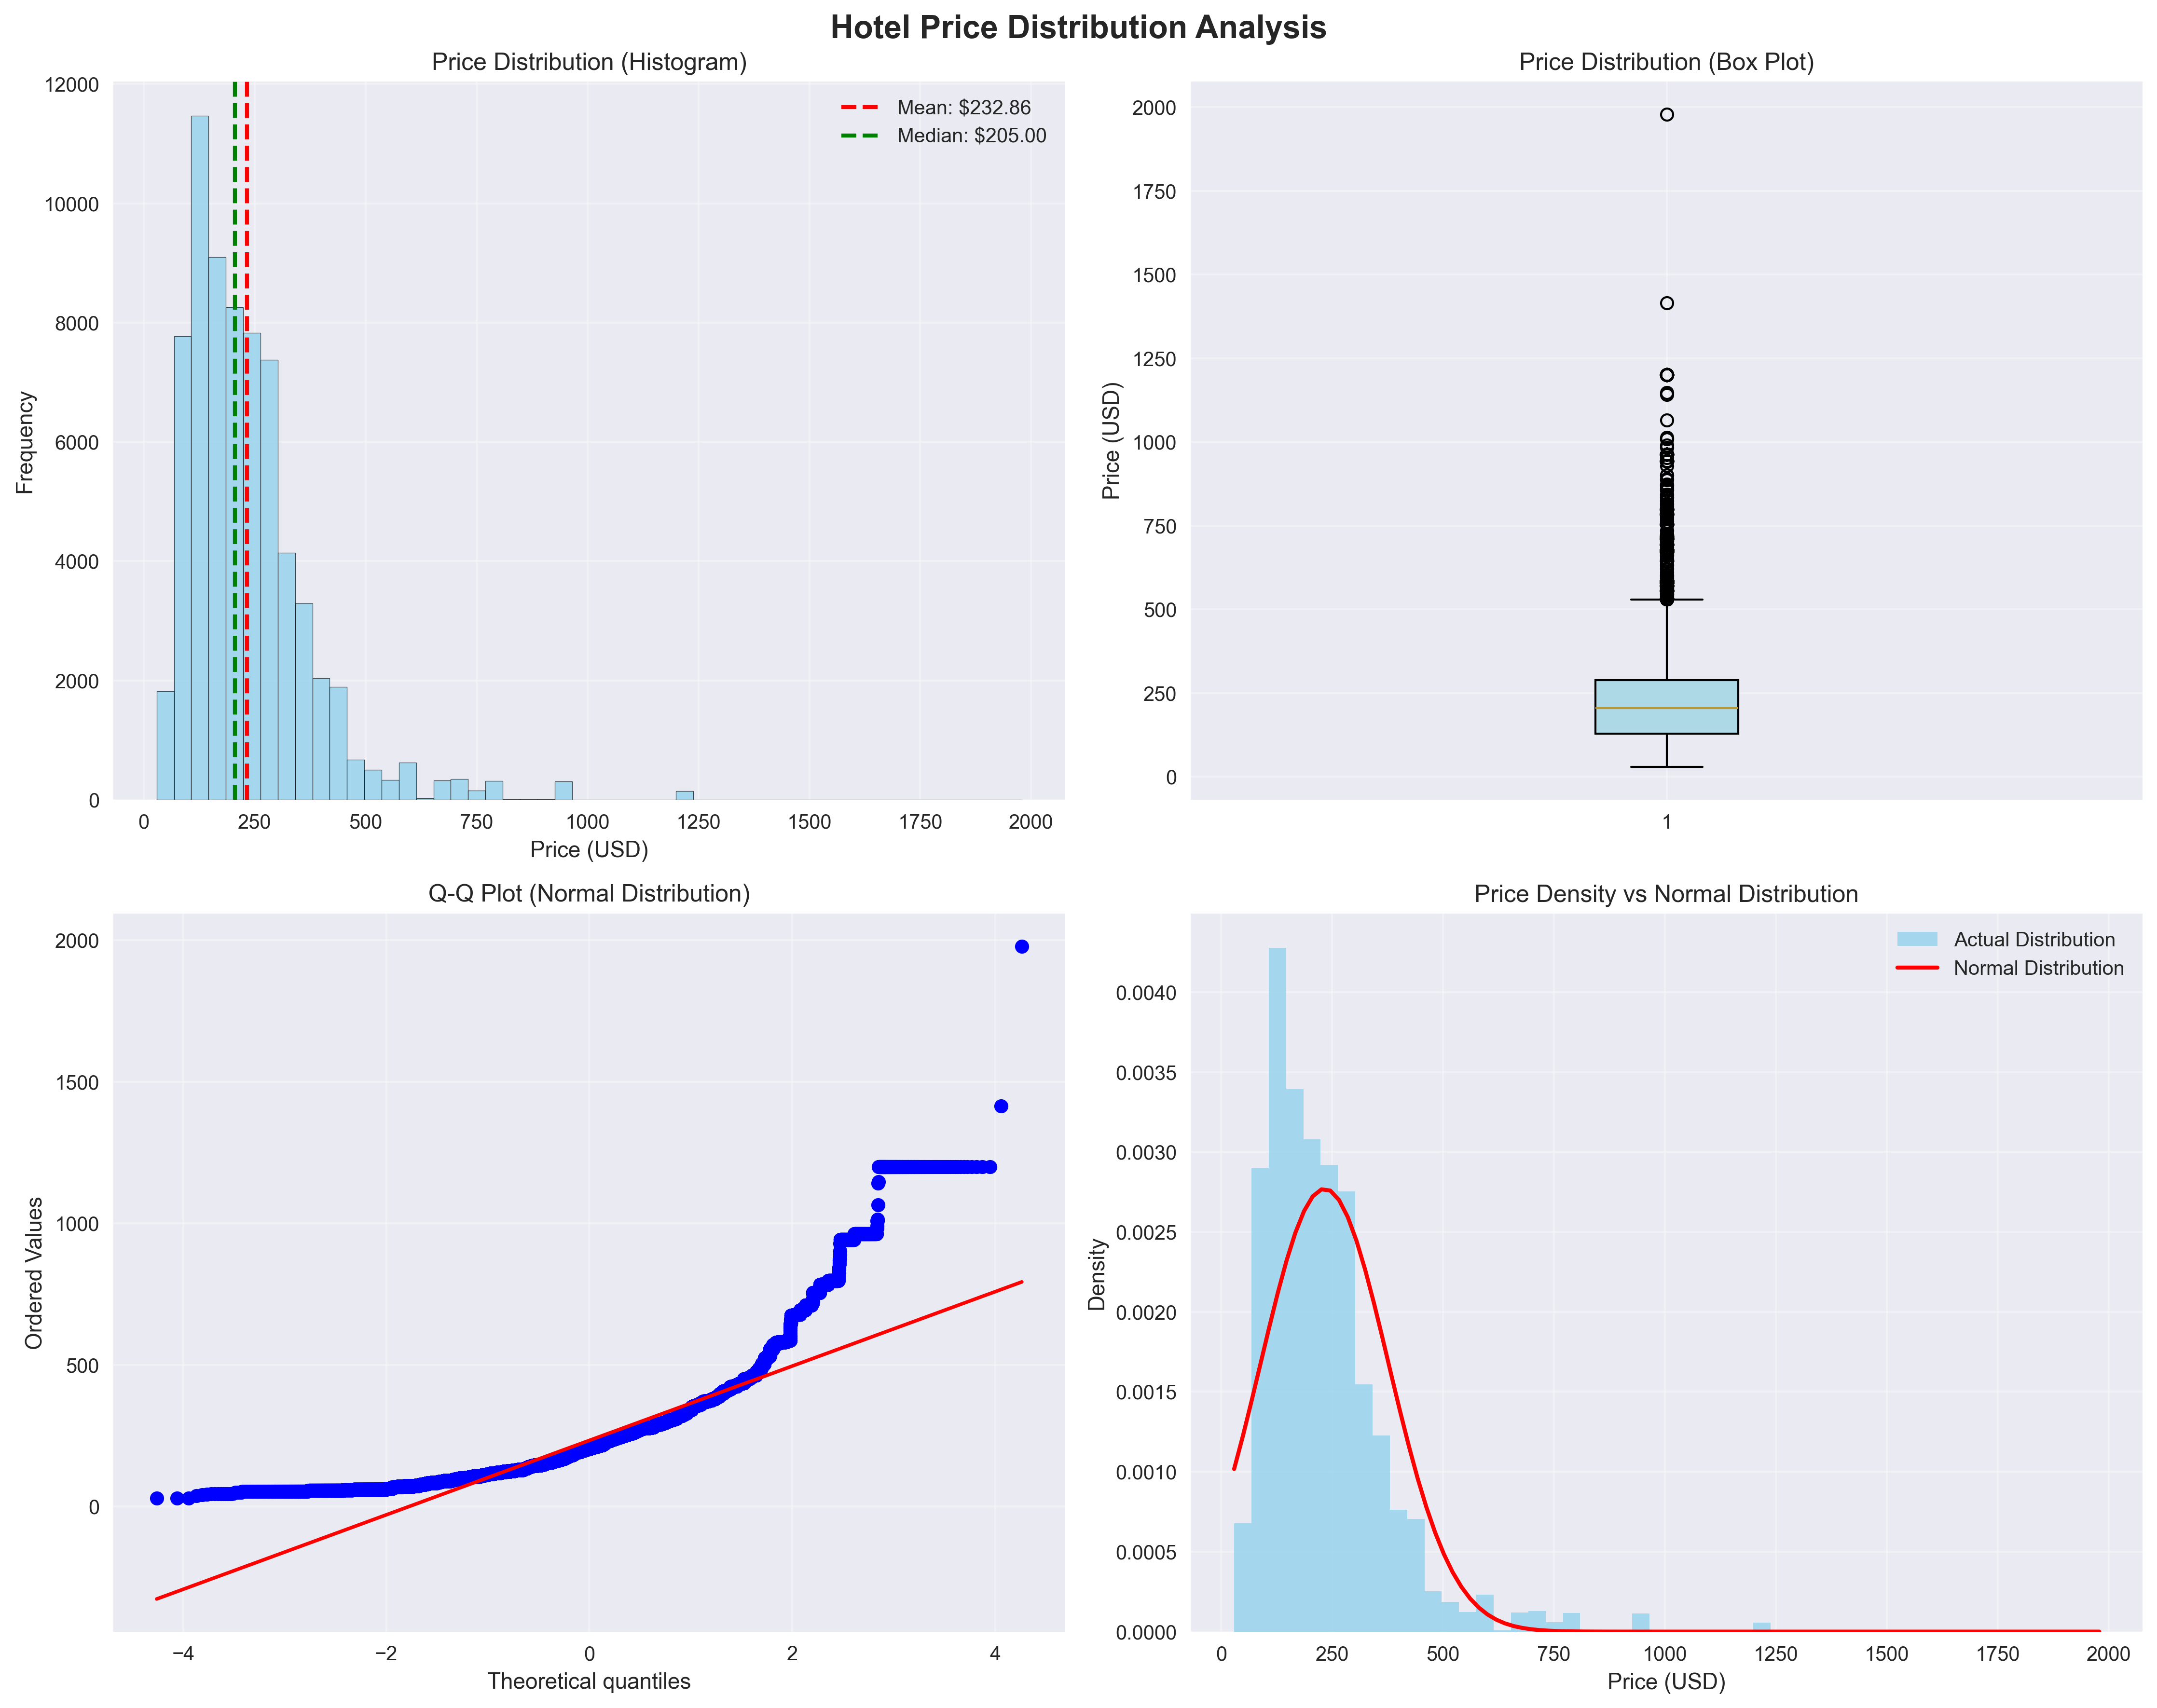 Hotel Price Distribution Analysis
Price Distribution (Histogram)
12000
10000
8000
6000
4000
2000
0
Frequency
Mean: $232.86
Median: $205.00
0 250 500 750 1000 1250 1500 1750 2000
Price (USD)
Price Distribution (Box Plot)
2000
1750
1500
1250
1000
750
500
250
0
Price (USD)
1
Q-Q Plot (Normal Distribution)
2000
1500
1000
500
0
Ordered Values
−4 −2 0 2 4
Theoretical quantiles
Price Density vs Normal Distribution
Actual Distribution
Normal Distribution
0.0040
0.0035
0.0030
0.0025
0.0020
0.0015
0.0010
0.0005
0.0000
Density
0 250 500 750 1000 1250 1500 1750 2000
Price (USD)